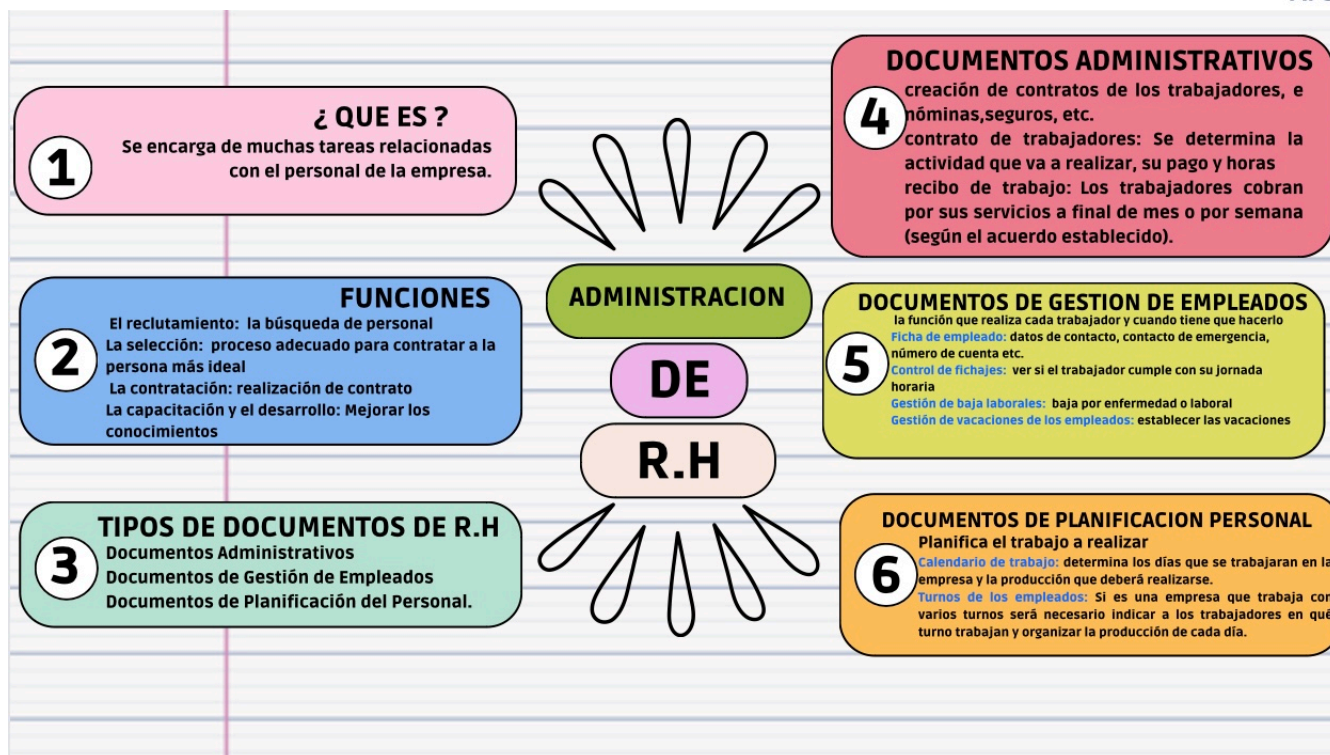 ¿ QUE ES ?
1
Se encarga de muchas tareas relacionadas
con el personal de la empresa.
FUNCIONES
2
El reclutamiento: la búsqueda de personal
La selección: proceso adecuado para contratar a la
persona más ideal
La contratación: realización de contrato
La capacitación y el desarrollo: Mejorar los
conocimientos
TIPOS DE DOCUMENTOS DE R.H
3
Documentos Administrativos
Documentos de Gestión de Empleados
Documentos de Planificación del Personal.
ADMINISTRACION
DE
R.H
DOCUMENTOS ADMINISTRATIVOS
4
creación de contratos de los trabajadores, e
nóminas,seguros, etc.
contrato de trabajadores: Se determina la
actividad que va a realizar, su pago y horas
recibo de trabajo: Los trabajadores cobran
por sus servicios a final de mes o por semana
(según el acuerdo establecido).
DOCUMENTOS DE GESTION DE EMPLEADOS
5
la función que realiza cada trabajador y cuando tiene que hacerlo
Ficha de empleado: datos de contacto, contacto de emergencia,
número de cuenta etc.
Control de fichajes: ver si el trabajador cumple con su jornada
horaria
Gestión de baja laborales: baja por enfermedad o laboral
Gestión de vacaciones de los empleados: establecer las vacaciones
DOCUMENTOS DE PLANIFICACION PERSONAL
6
Planifica el trabajo a realizar
Calendario de trabajo: determina los días que se trabajaran en la
empresa y la producción que deberá realizarse.
Turnos de los empleados: Si es una empresa que trabaja con
varios turnos será necesario indicar a los trabajadores en qué
turno trabajan y organizar la producción de cada día.